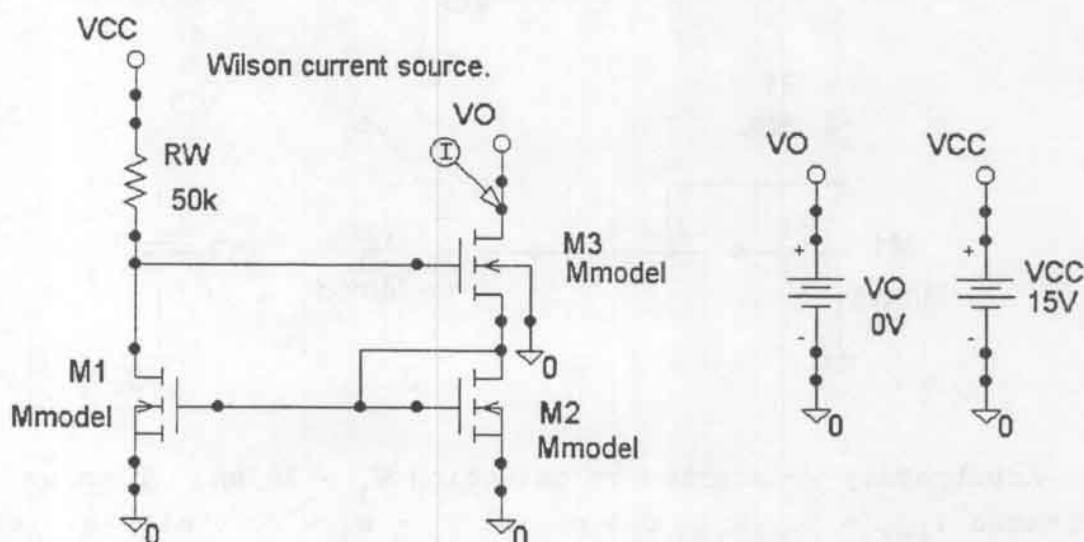 VCC
Wilson current source.
RW
50k
VO
I
M3
Mmodel
0
M1
Mmodel
M2
Mmodel
0
0
VO
+
VO
0V
-
0
VCC
+
VCC
15V
-
0